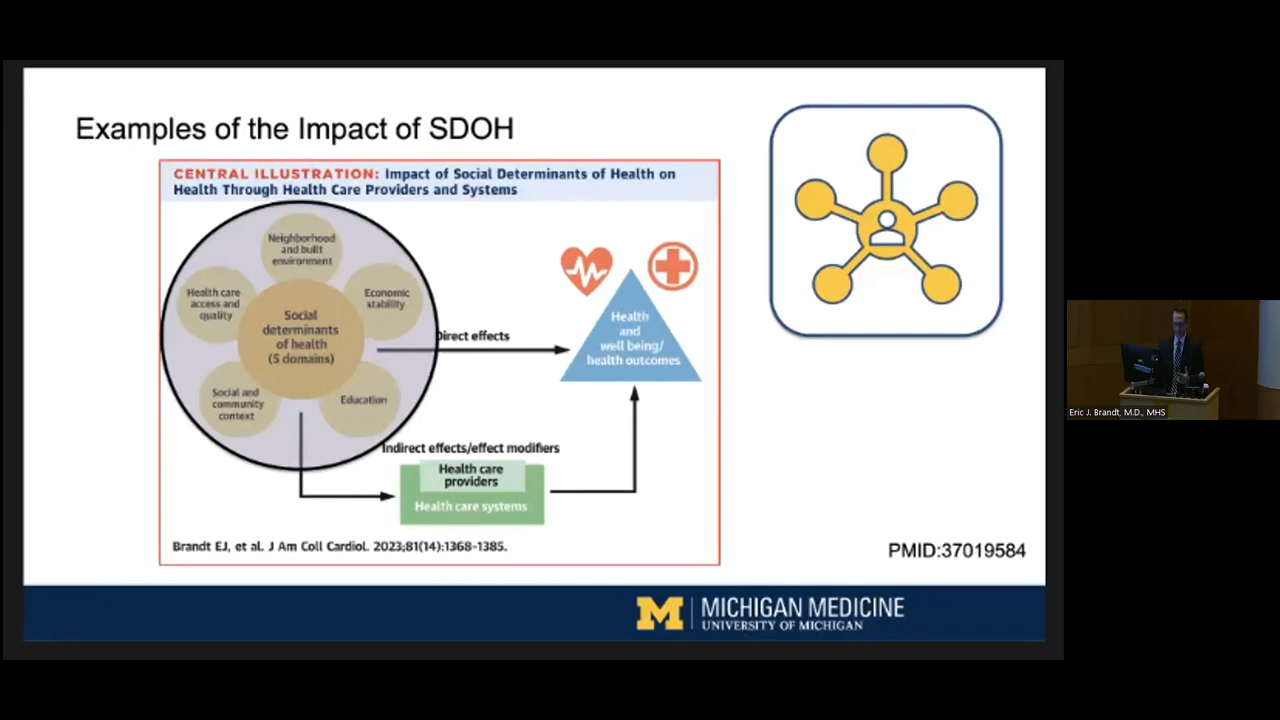 Examples of the Impact of SDOH
CENTRAL ILLUSTRATION: Impact of Social Determinants of Health on
Health Through Health Care Providers and Systems
Neighborhood
and built
environment
Health care
access and
quality
Economic
stability
Social
determinants
of health
(5 domains)
Social and
community
context
Education
Direct effects
Health
and
well being/
health outcomes
Indirect effects/effect modifiers
Health care
providers
Health care systems
Brandt EJ, et al. J Am Coll Cardiol. 2023;81(14):1368-1385.
PMID:37019584
M
MICHIGAN MEDICINE
UNIVERSITY OF MICHIGAN
Eric J. Brandt, M.D., MHS